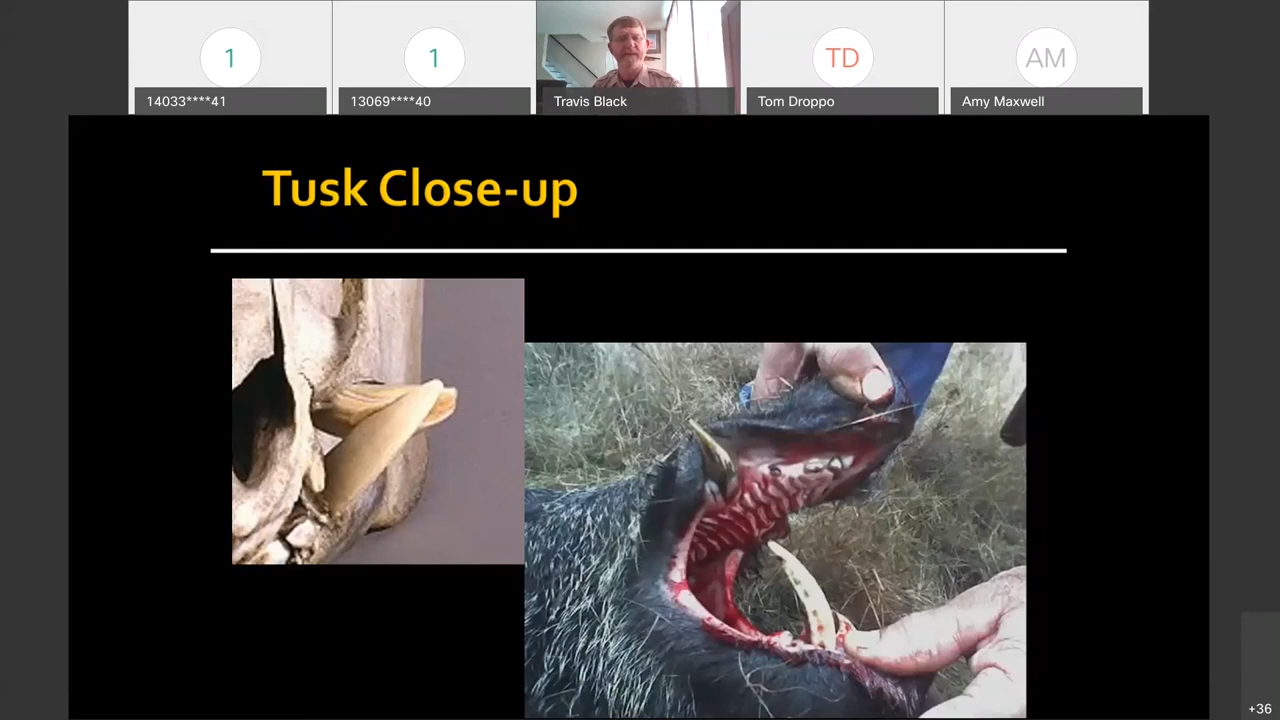 1
1
TD
AM
14033****41
13069****40
Travis Black
Tom Droppo
Amy Maxwell
Tusk Close-up
+36